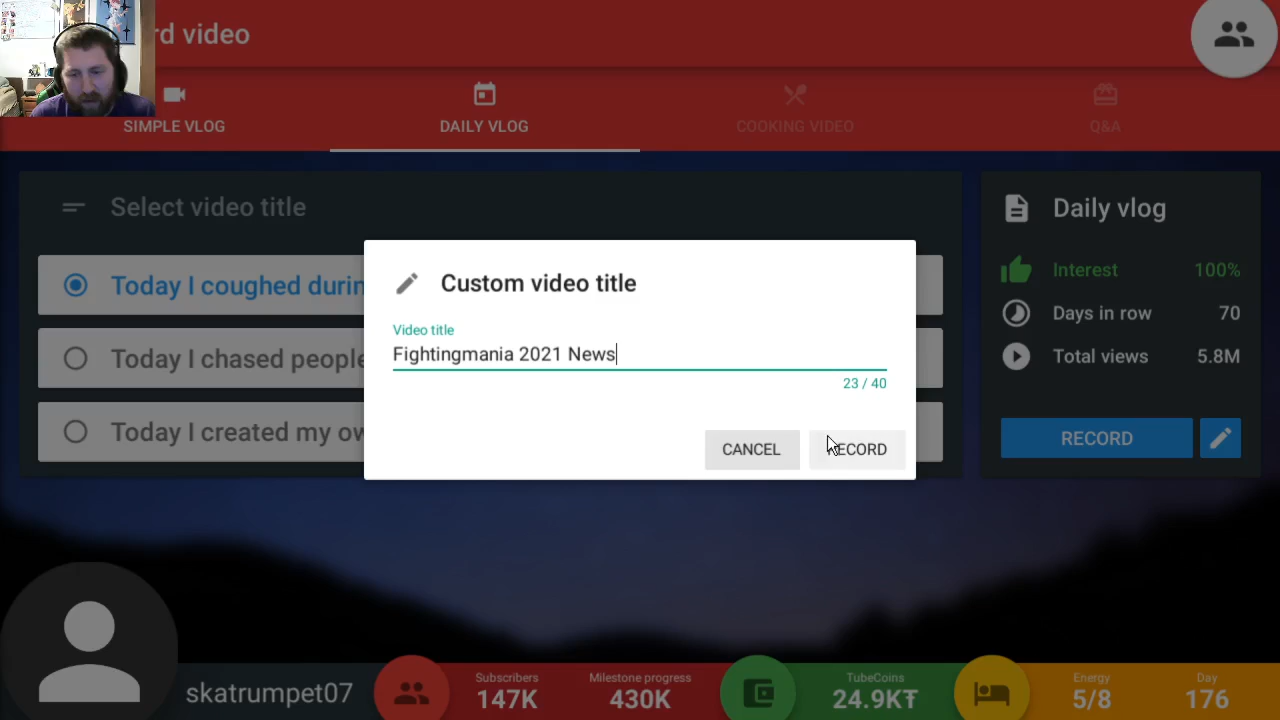 rd video
SIMPLE VLOG
DAILY VLOG
COOKING VIDEO
Q&A
Select video title
Today I coughed durin
Today I chased people
Today I created my ow
Custom video title
Video title
Fightingmania 2021 News
23 / 40
CANCEL
RECORD
Daily vlog
Interest 100%
Days in row 70
Total views 5.8M
RECORD
skatrumpet07
Subscribers
147K
Milestone progress
430K
TubeCoins
24.9KŦ
Energy
5/8
Day
176